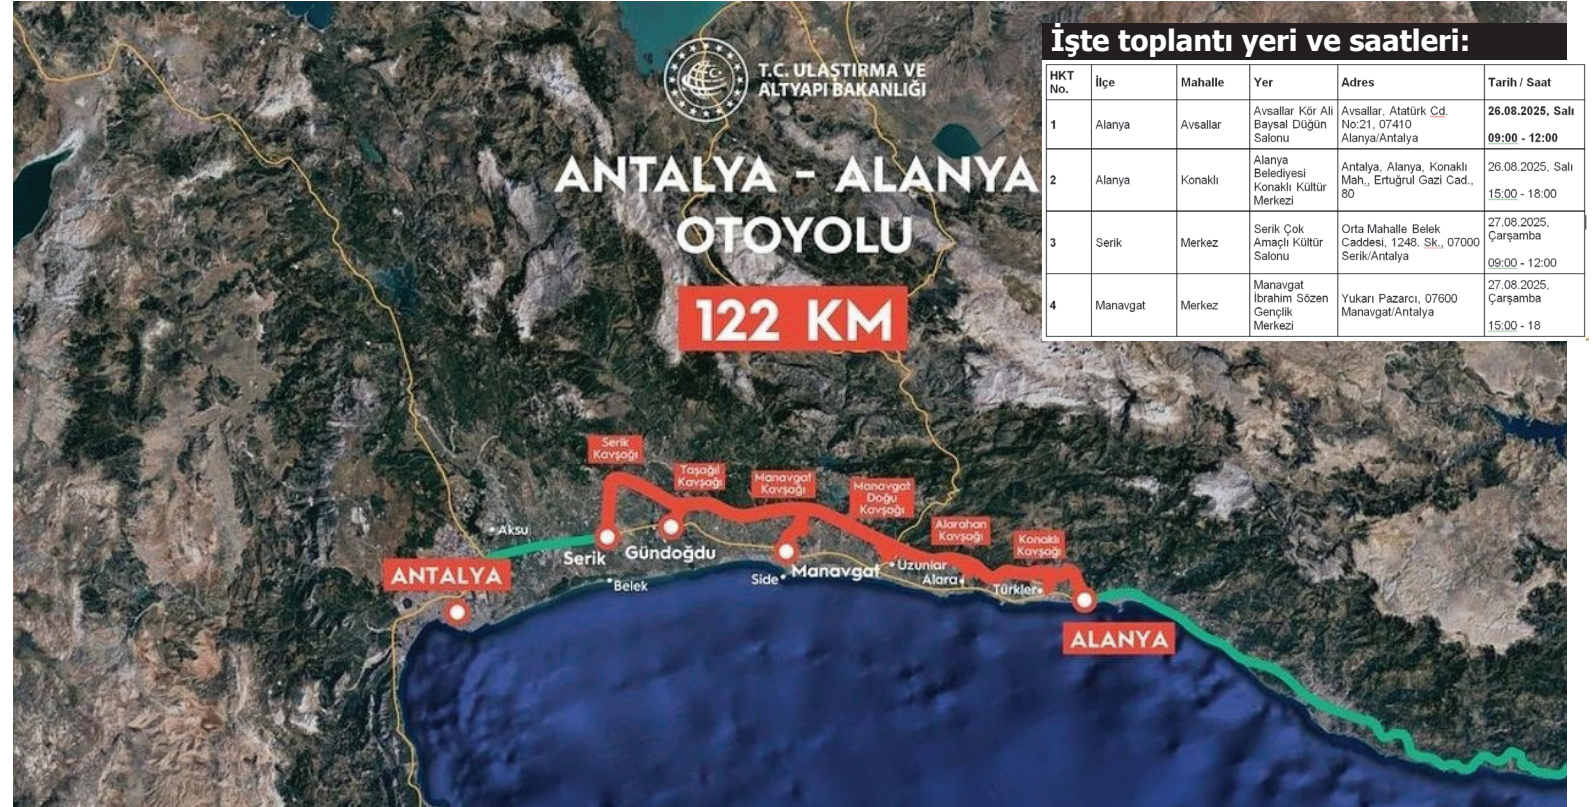 İşte toplantı yeri ve saatleri:
HKT
No.
İlçe
Mahalle
Yer
Adres
Tarih / Saat
1
Alanya
Avsallar
Avsallar Kör Ali
Baysal Düğün
Salonu
Avsallar, Atatürk Cd.
No:21, 07410
Alanya/Antalya
26.08.2025, Salı
09:00 - 12:00
2
Alanya
Konaklı
Alanya
Belediyesi
Konaklı Kültür
Merkezi
Antalya, Alanya, Konaklı
Mah., Ertuğrul Gazi Cad.,
80
26.08.2025, Salı
15:00 - 18:00
3
Serik
Merkez
Serik Çok
Amaçlı Kültür
Salonu
Orta Mahalle Belek
Caddesi, 1248. Sk., 07000
Serik/Antalya
27.08.2025,
Çarşamba
09:00 - 12:00
4
Manavgat
Merkez
Manavgat
İbrahim Sözen
Gençlik
Merkezi
Yukarı Pazarcı, 07600
Manavgat/Antalya
27.08.2025,
Çarşamba
15:00 - 18
T.C. ULAŞTIRMA VE
ALTYAPI BAKANLIĞI
ANTALYA - ALANYA
OTOYOLU
122 KM
Serik
Kavşağı
Taşağıl
Kavşağı
Manavgat
Kavşağı
Manavgat
Doğu
Kavşağı
Alarahan
Kavşağı
Konaklı
Kavşağı
Aksu
Serik
Gündoğdu
Manavgat
Uzunlar
ANTALYA
Belek
Side
Alara
Türkler
ALANYA